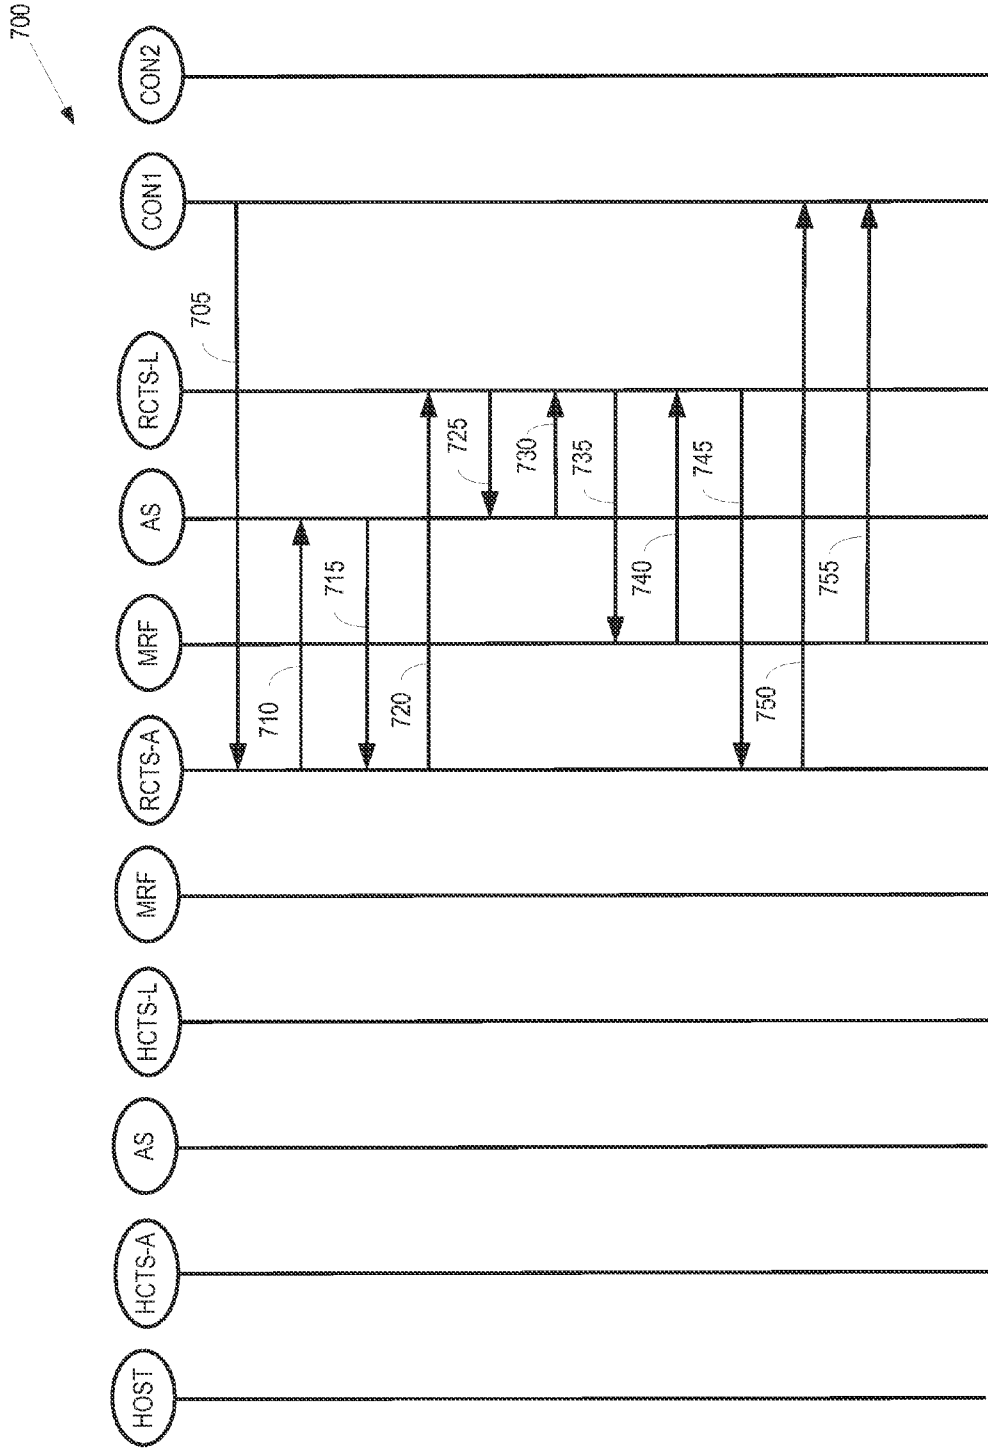 700
HOST
HCTS-A
AS
HCTS-L
MRF
RCTS-A
MRF
AS
RCTS-L
CON1
CON2
705
710
715
720
725
730
735
740
745
750
755